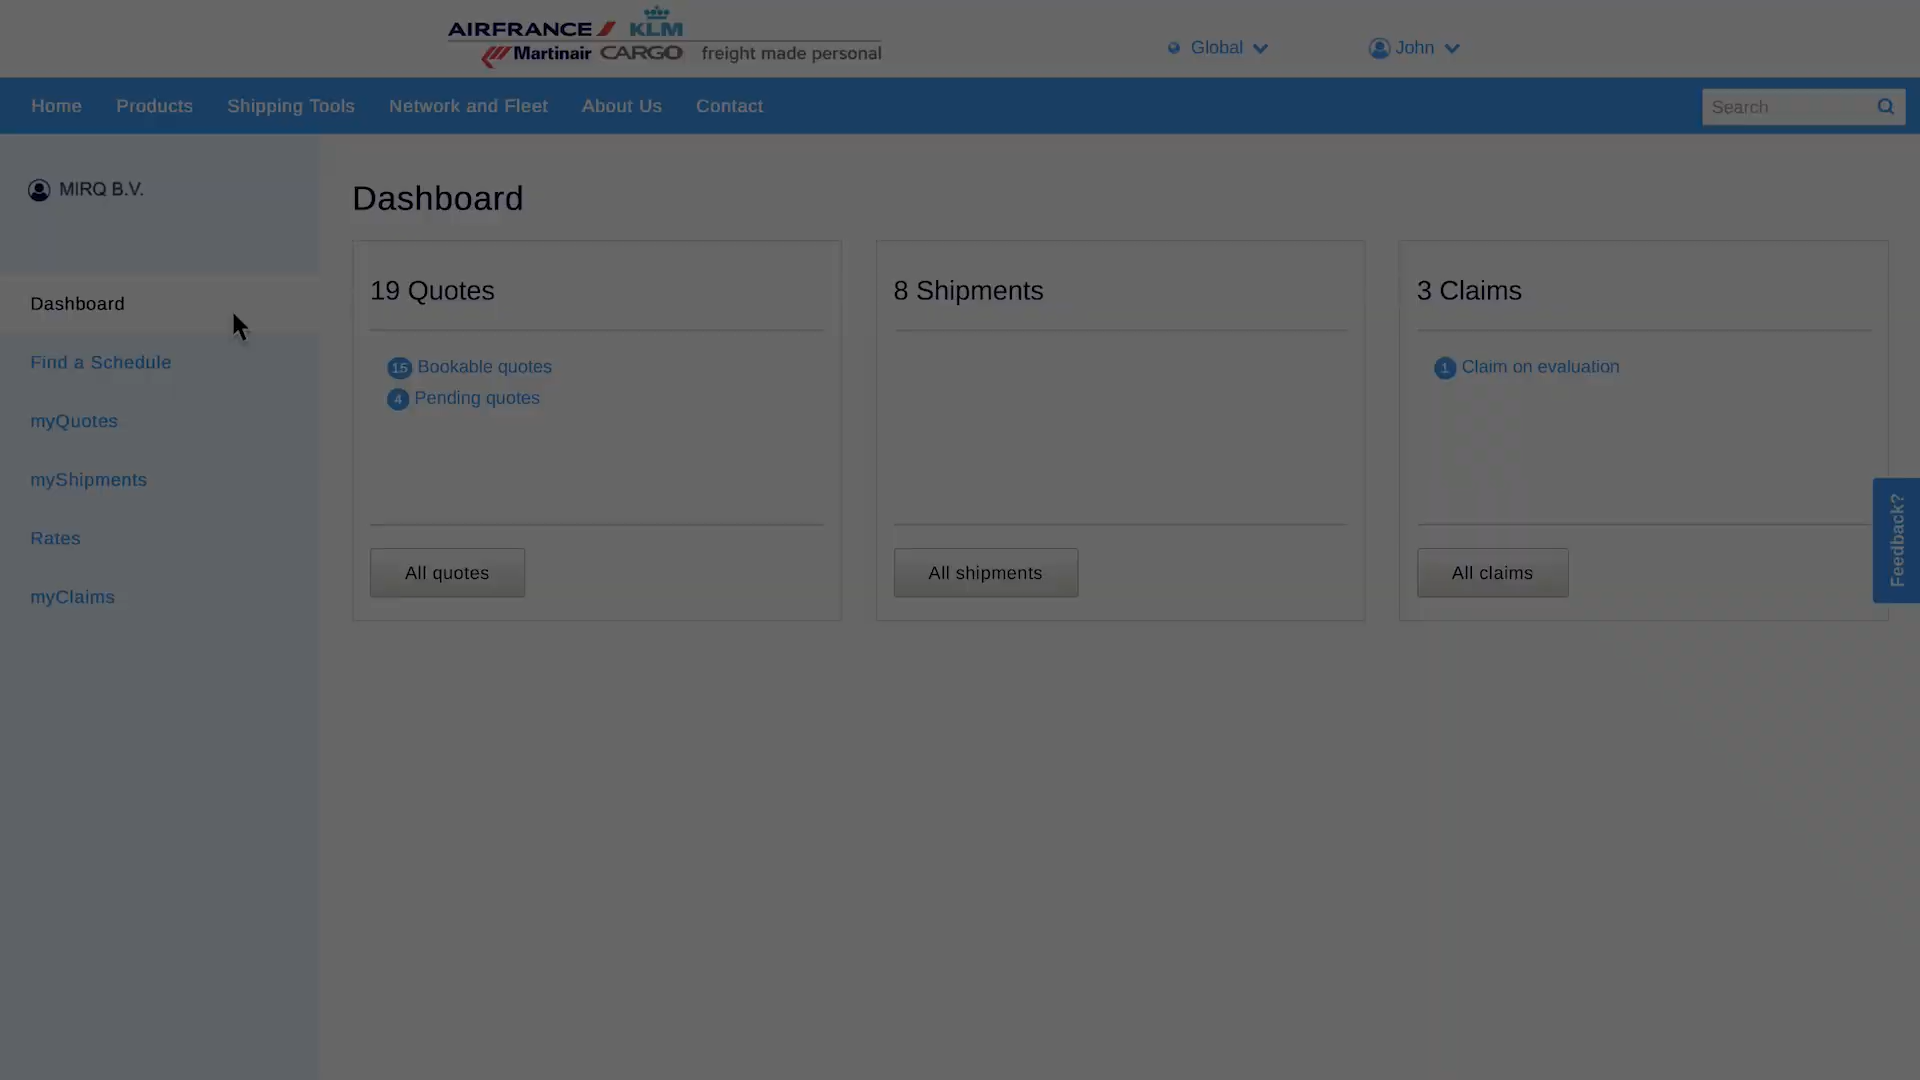 AIRFRANCE KLM
Martinair CARGO freight made personal
Global
John
Home Products Shipping Tools Network and Fleet About Us Contact
Search
MIRQ B.V.
Dashboard
Find a Schedule
myQuotes
myShipments
Rates
myClaims
Dashboard
19 Quotes
15 Bookable quotes
4 Pending quotes
All quotes
8 Shipments
All shipments
3 Claims
1 Claim on evaluation
All claims
Feedback?